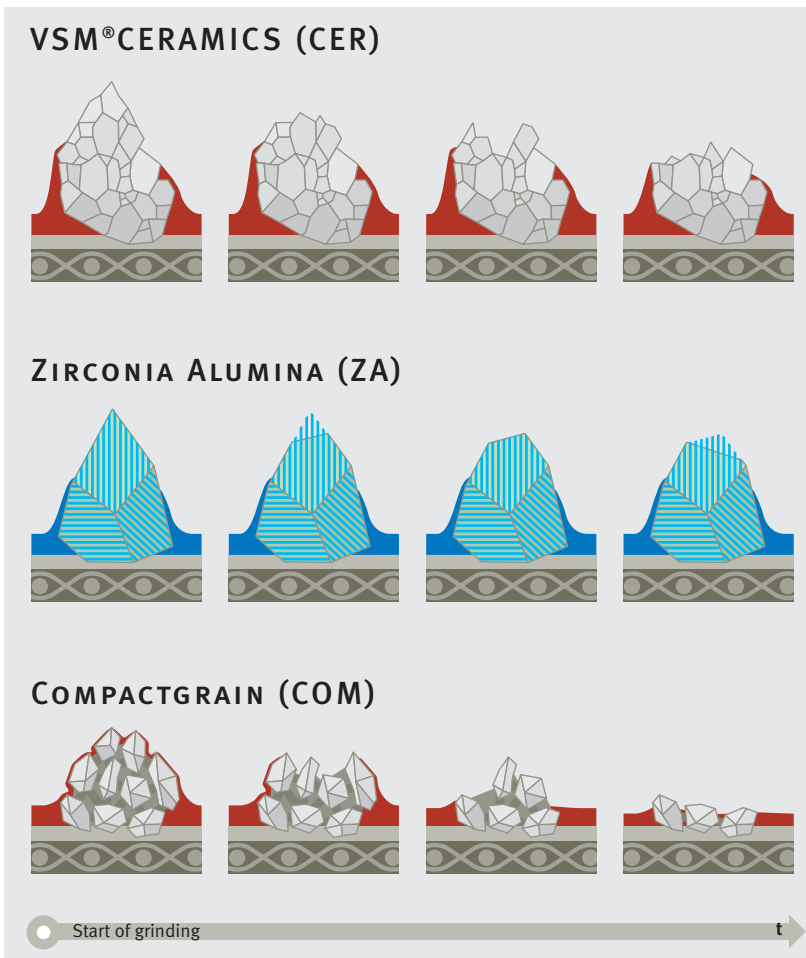 VSM®CERAMICS (CER)
ZIRCONIA ALUMINA (ZA)
COMPACTGRAIN (COM)
Start of grinding t